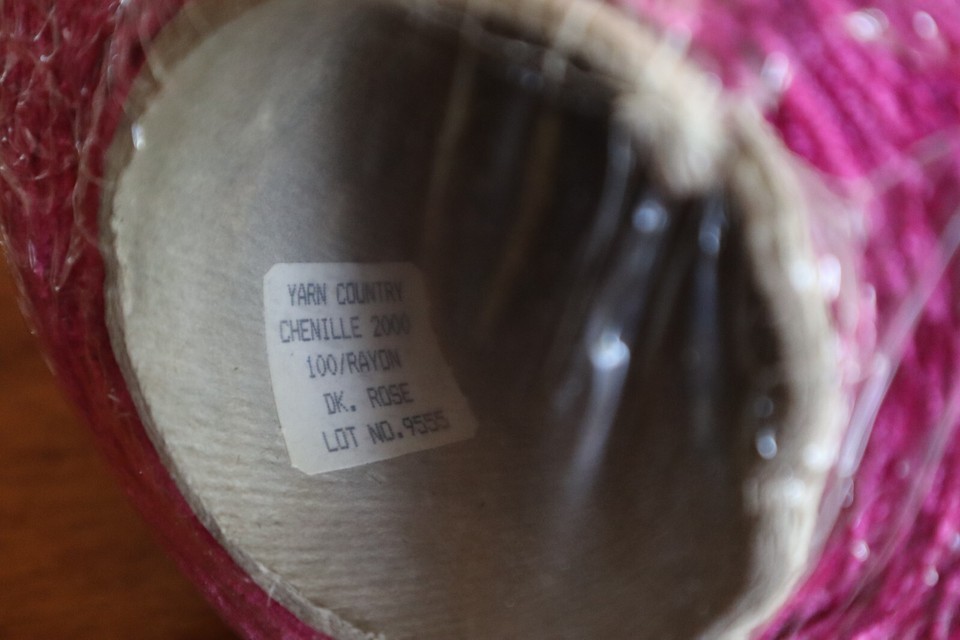 YARN COUNTRY
CHENILLE 2000
100/RAYON
DK. ROSE
LOT NO.9555